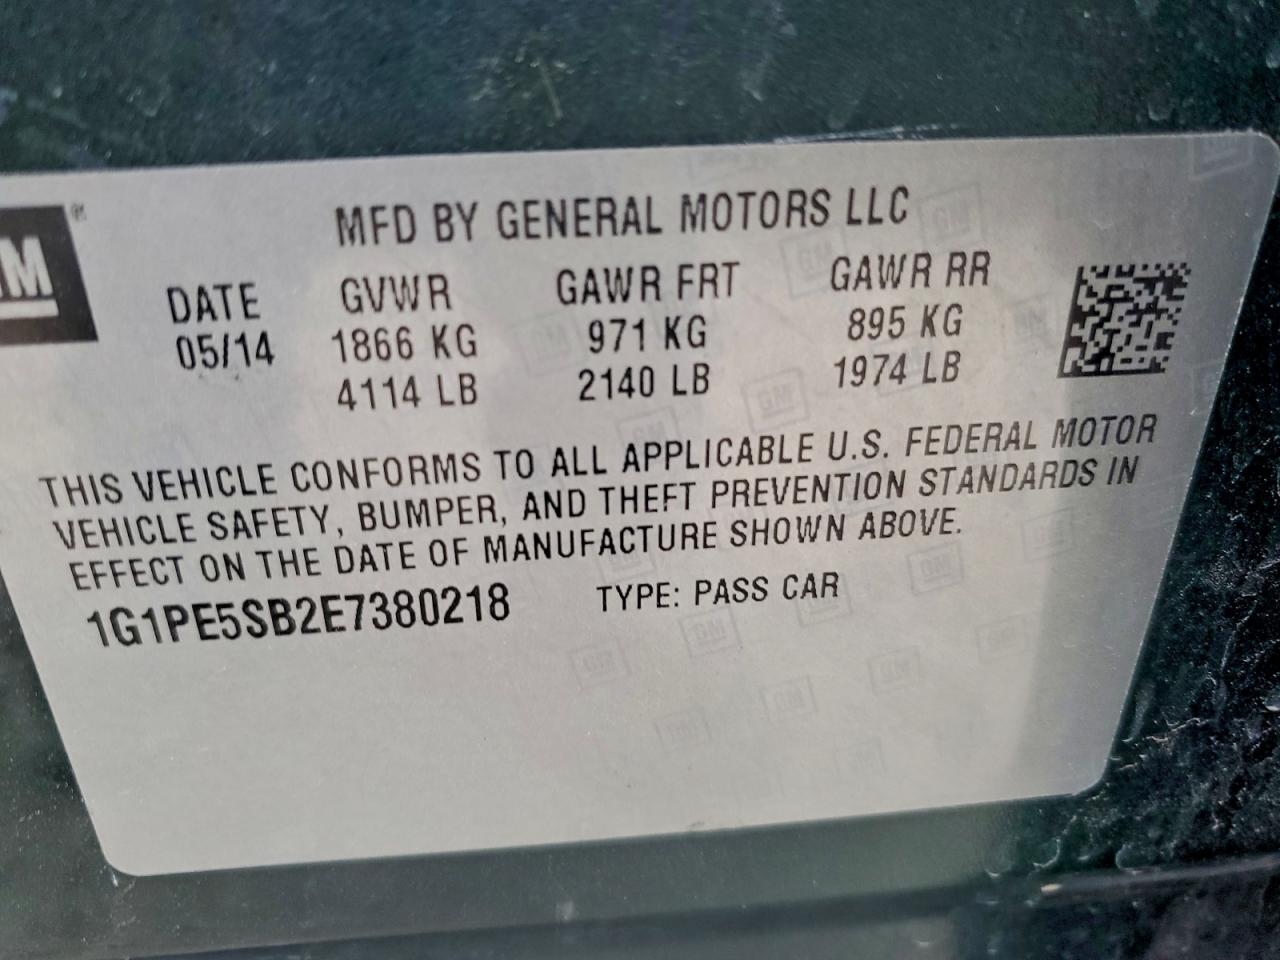 GM
MFD BY GENERAL MOTORS LLC
DATE GVWR GAWR FRT GAWR RR
05/14 1866 KG 971 KG 895 KG
4114 LB 2140 LB 1974 LB
THIS VEHICLE CONFORMS TO ALL APPLICABLE U.S. FEDERAL MOTOR
VEHICLE SAFETY, BUMPER, AND THEFT PREVENTION STANDARDS IN
EFFECT ON THE DATE OF MANUFACTURE SHOWN ABOVE.
1G1PE5SB2E7380218 TYPE: PASS CAR